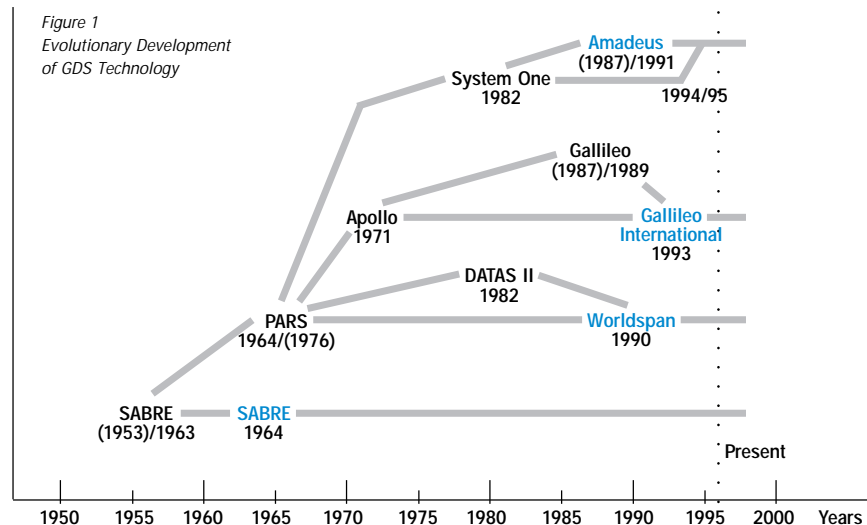 Figure 1
Evolutionary Development
of GDS Technology
Amadeus
(1987)/1991
System One
1982
1994/95
Gallileo
(1987)/1989
Apollo
1971
Gallileo
International
1993
DATAS II
1982
PARS
1964/(1976)
Worldspan
1990
SABRE
(1953)/1963
SABRE
1964
Present
1950 1955 1960 1965 1970 1975 1980 1985 1990 1995 2000 Years